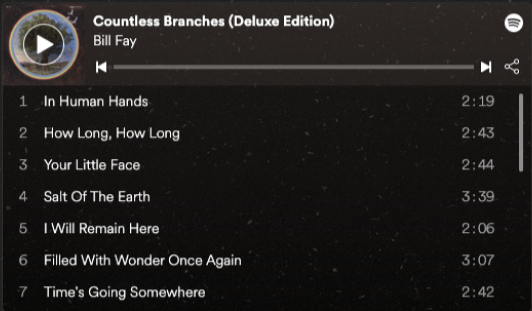 Countless Branches (Deluxe Edition)
Bill Fay
1 In Human Hands 2:19
2 How Long, How Long 2:43
3 Your Little Face 2:44
4 Salt Of The Earth 3:39
5 I Will Remain Here 2:06
6 Filled With Wonder Once Again 3:07
7 Time's Going Somewhere 2:42